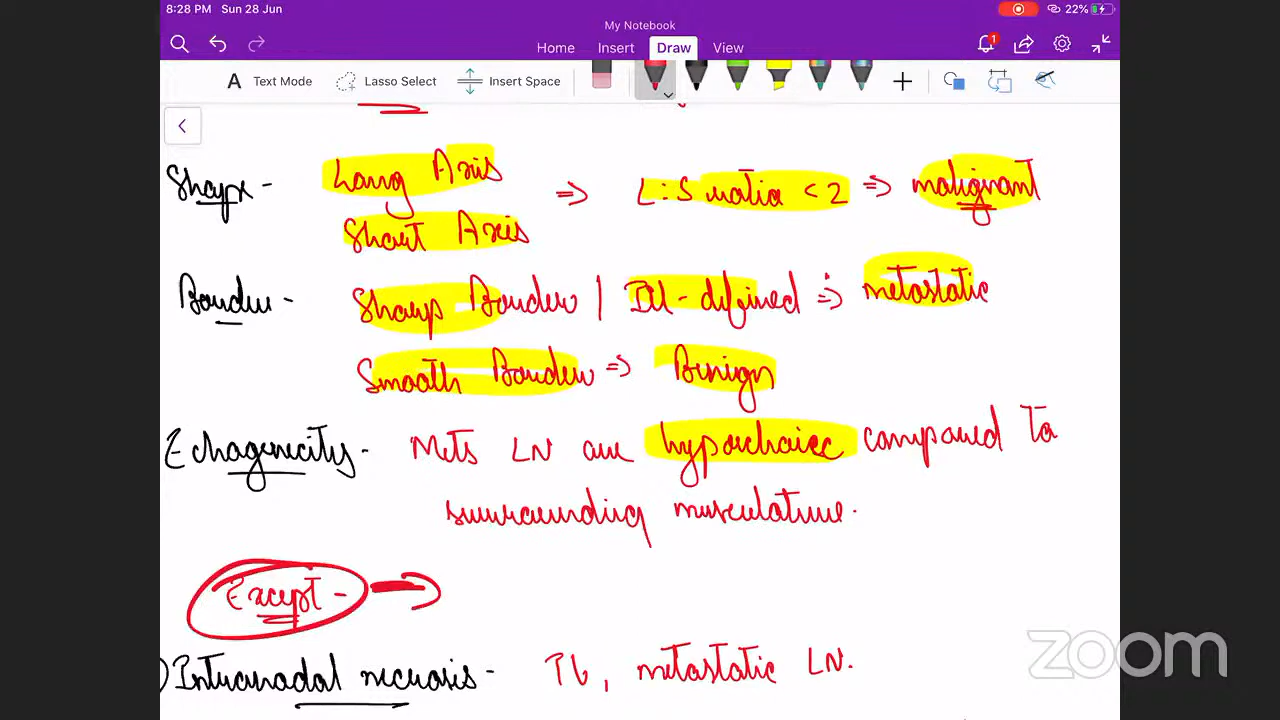 8:28 PM Sun 28 Jun 22%
My Notebook
Home Insert Draw View 1
A Text Mode Lasso Select Insert Space
Shape - Long Axis => L:S ratio < 2 => malignant
Short Axis
Border - Sharp Border | Ill-defined => metastatic
Smooth Border => Benign
Echogenicity - Mets LN are hypoechoic compared to
surrounding musculature.
Except -
) Intranodal necrosis - Tb, metastatic LN.
zoom